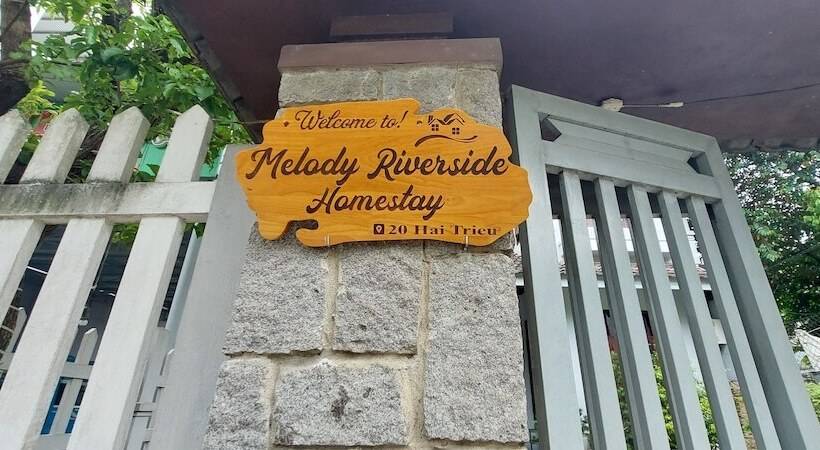 Welcome to!
Melody Riverside
Homestay
20 Hai Trieu